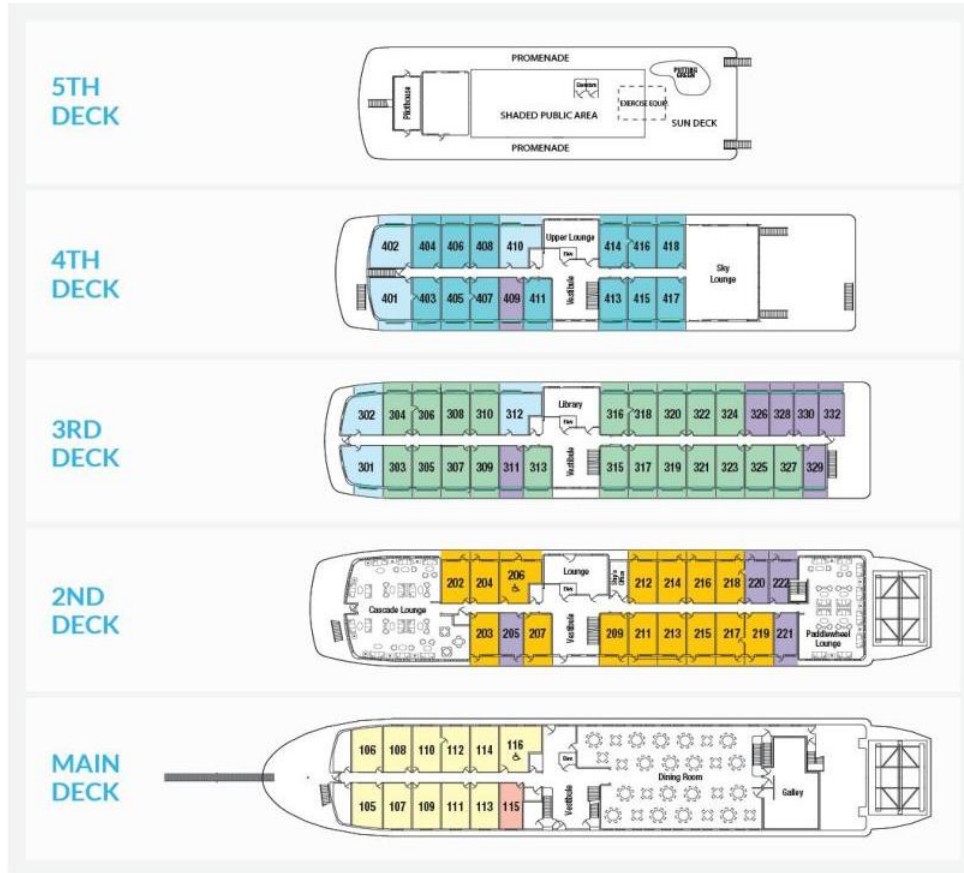 5TH
DECK
PROMENADE
Pilothouse
Elevators
PUTTING
GREEN
EXERCISE EQUIP.
SHADED PUBLIC AREA
SUN DECK
PROMENADE
4TH
DECK
402 404 406 408 410 Upper Lounge 414 416 418
Elev.
Sky
Lounge
Vestibule
401 403 405 407 409 411 413 415 417
3RD
DECK
302 304 306 308 310 312 Library 316 318 320 322 324 326 328 330 332
Elev.
Vestibule
301 303 305 307 309 311 313 315 317 319 321 323 325 327 329
2ND
DECK
202 204 206 Lounge 212 214 216 218 220 222
Office
Elev.
Cascade Lounge
Vestibule
203 205 207 209 211 213 215 217 219 221
Paddlewheel
Lounge
MAIN
DECK
106 108 110 112 114 116
Elev.
Dining Room
Vestibule
Galley
105 107 109 111 113 115